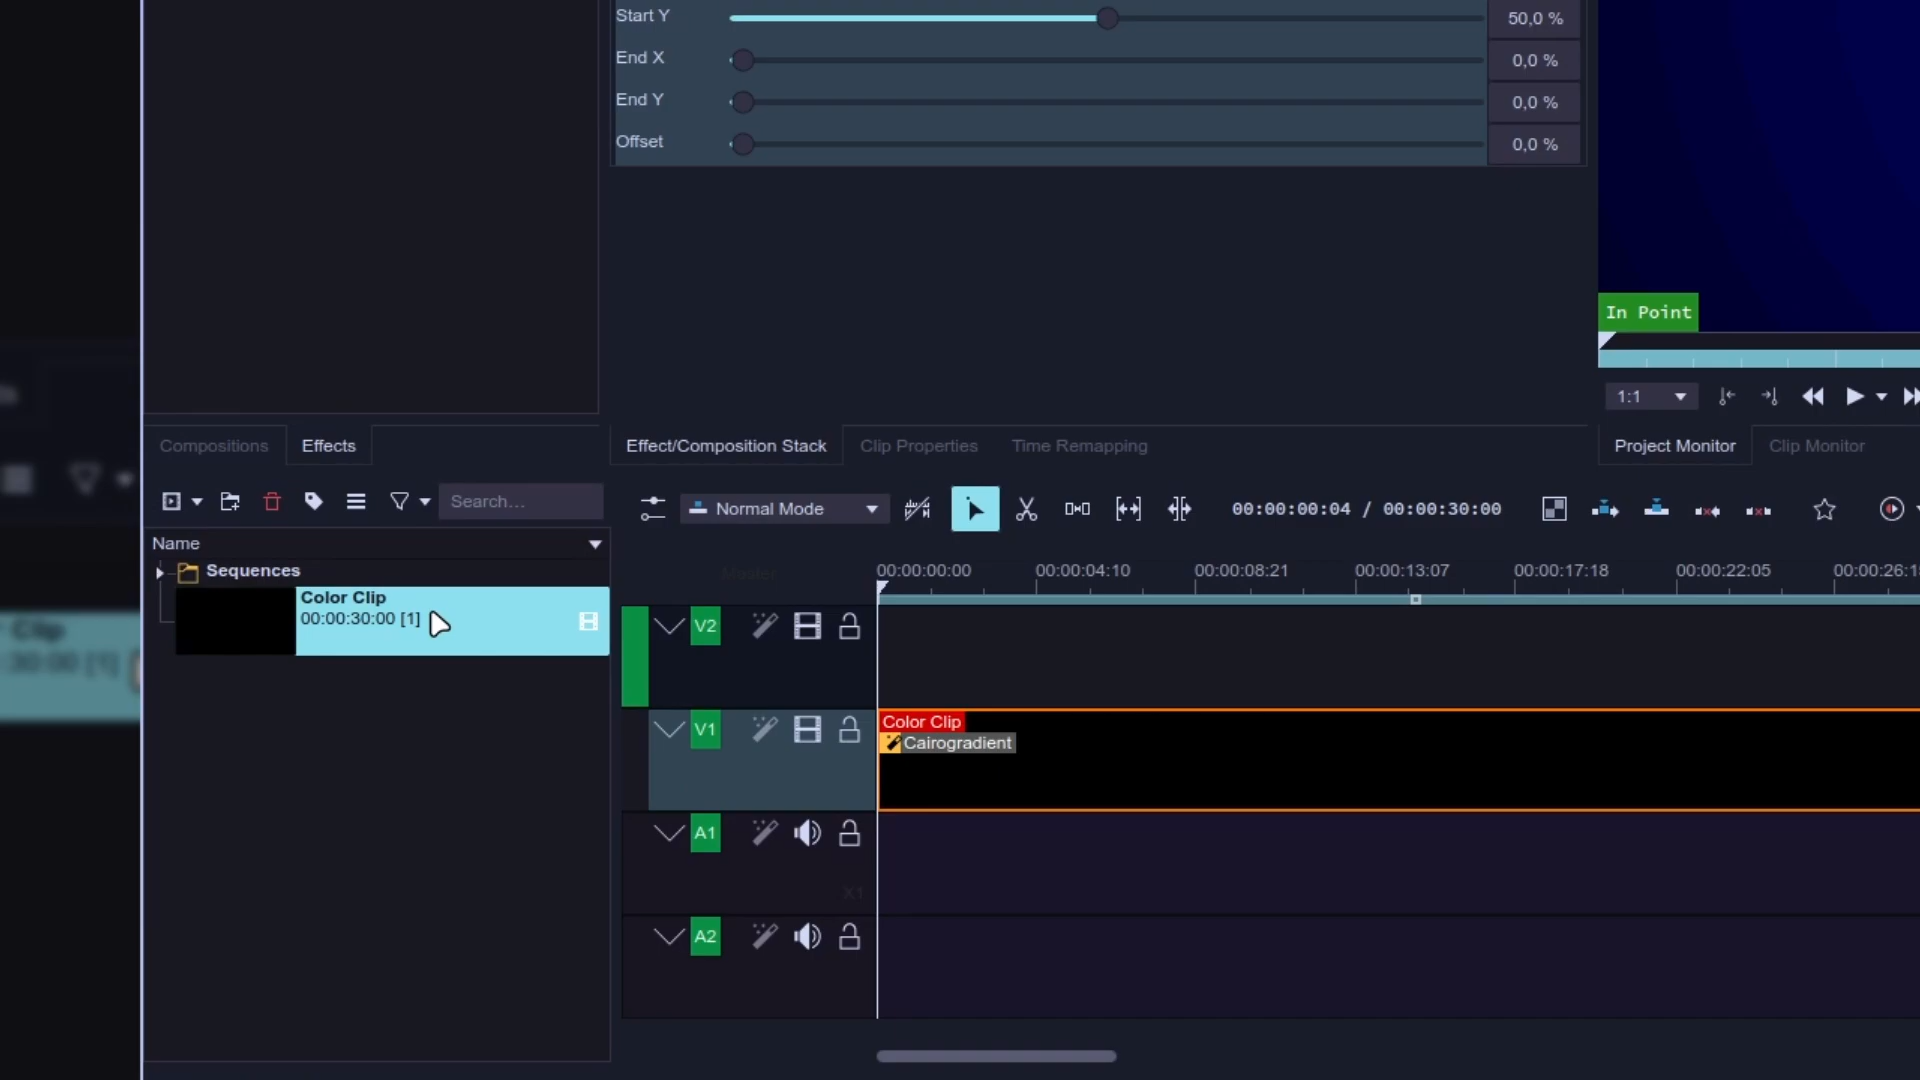 Start Y
50,0 %
End X
0,0 %
End Y
0,0 %
Offset
0,0 %
In Point
1:1
Compositions
Effects
Effect/Composition Stack
Clip Properties
Time Remapping
Project Monitor
Clip Monitor
Search...
Normal Mode
00:00:00:04 / 00:00:30:00
Name
Sequences
Color Clip
00:00:30:00 [1]
Master
00:00:00:00
00:00:04:10
00:00:08:21
00:00:13:07
00:00:17:18
00:00:22:05
00:00:26:1
V2
V1
Color Clip
Cairogradient
A1
X1
A2
Clip
:30:00 [1]